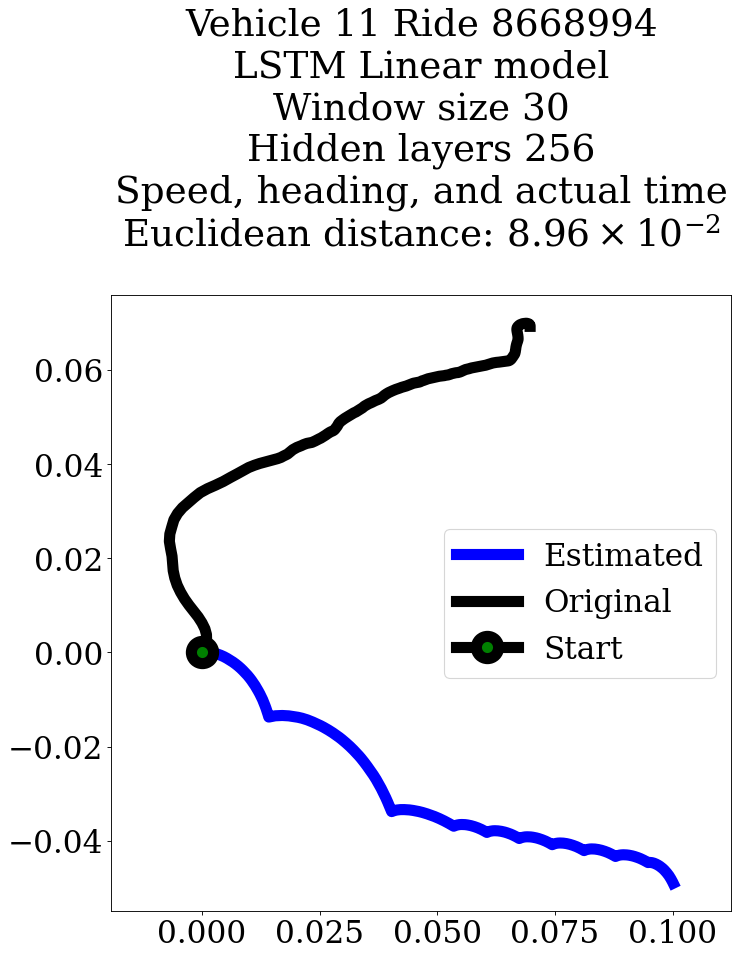 Vehicle 11 Ride 8668994
LSTM Linear model
Window size 30
Hidden layers 256
Speed, heading, and actual time
Euclidean distance: 8.96 × 10⁻²
0.06
0.04
0.02
0.00
−0.02
−0.04
Estimated
Original
Start
0.000 0.025 0.050 0.075 0.100